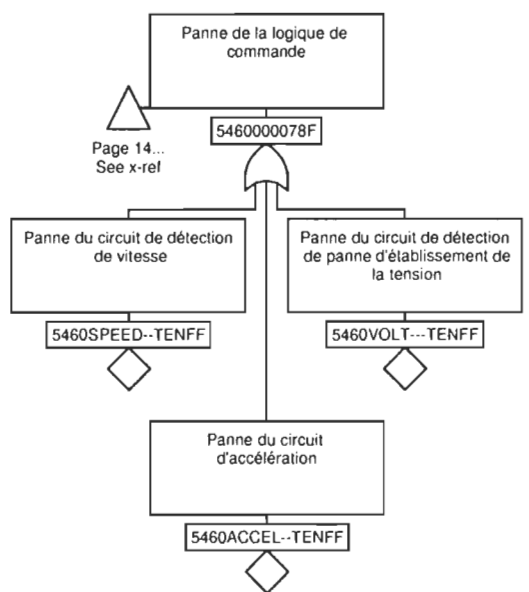 Panne de la logique de
commande
5460000078F
Page 14...
See x-ref
Panne du circuit de détection
de vitesse
Panne du circuit de détection
de panne d'établissement de
la tension
5460SPEED--TENFF
5460VOLT---TENFF
Panne du circuit
d'accélération
5460ACCEL--TENFF